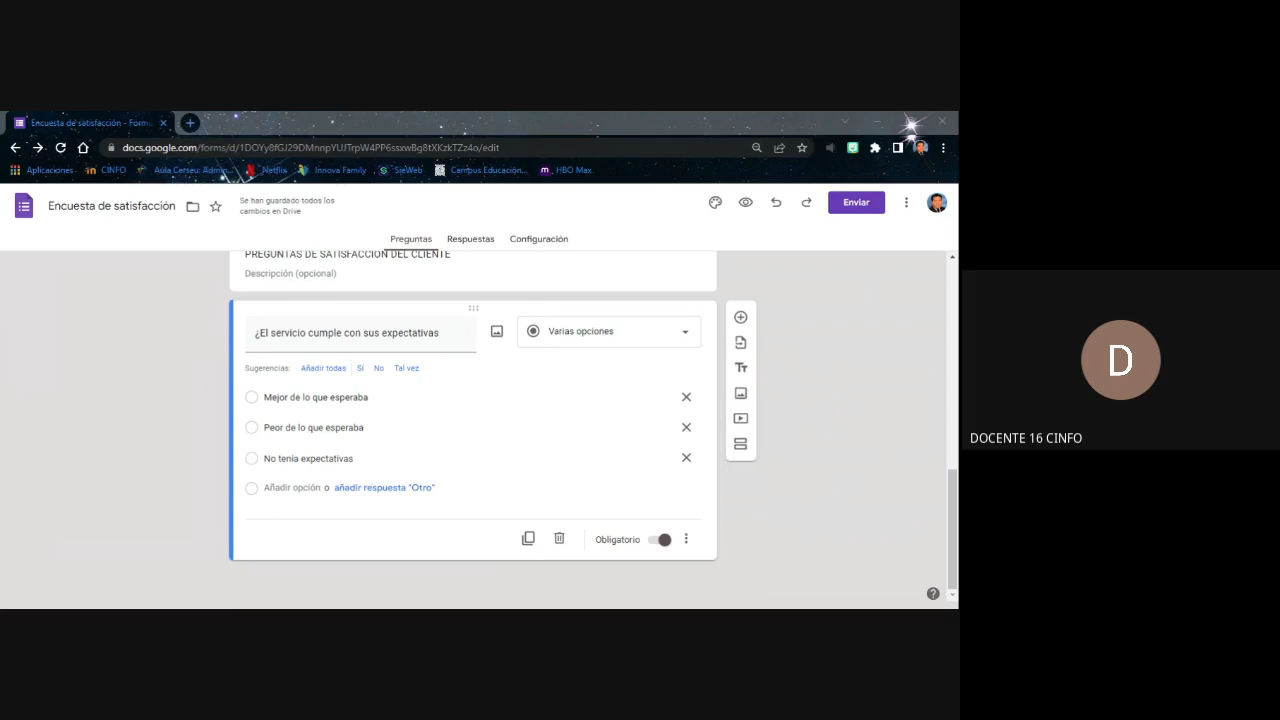 Encuesta de satisfacción - Formu
docs.google.com/forms/d/1DOYy8fGJ29DMnnpYUJTrpW4PP6ssxwBg8tXKzkTZz4o/edit
Aplicaciones CINFO Aula Cerseu: Admin... Netflix Innova Family SieWeb Campus Educación... HBO Max
Encuesta de satisfacción
Se han guardado todos los
cambios en Drive
Enviar
Preguntas Respuestas Configuración
PREGUNTAS DE SATISFACCION DEL CLIENTE
Descripción (opcional)
¿El servicio cumple con sus expectativas
Varias opciones
Sugerencias: Añadir todas Sí No Tal vez
Mejor de lo que esperaba
Peor de lo que esperaba
No tenía expectativas
Añadir opción o añadir respuesta "Otro"
Obligatorio
D
DOCENTE 16 CINFO